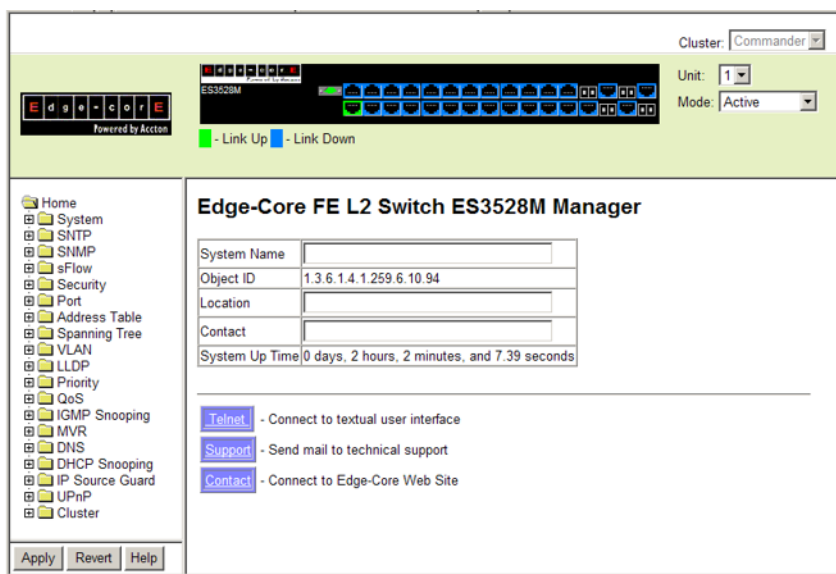 Cluster: Commander
Edge-corE
Powered by Accton
ES3528M
Unit: 1
Mode: Active
Edge-corE
Powered by Accton
- Link Up - Link Down
Home
System
SNTP
SNMP
sFlow
Security
Port
Address Table
Spanning Tree
VLAN
LLDP
Priority
QoS
IGMP Snooping
MVR
DNS
DHCP Snooping
IP Source Guard
UPnP
Cluster
Apply Revert Help
Edge-Core FE L2 Switch ES3528M Manager
System Name
Object ID 1.3.6.1.4.1.259.6.10.94
Location
Contact
System Up Time 0 days, 2 hours, 2 minutes, and 7.39 seconds
Telnet - Connect to textual user interface
Support - Send mail to technical support
Contact - Connect to Edge-Core Web Site